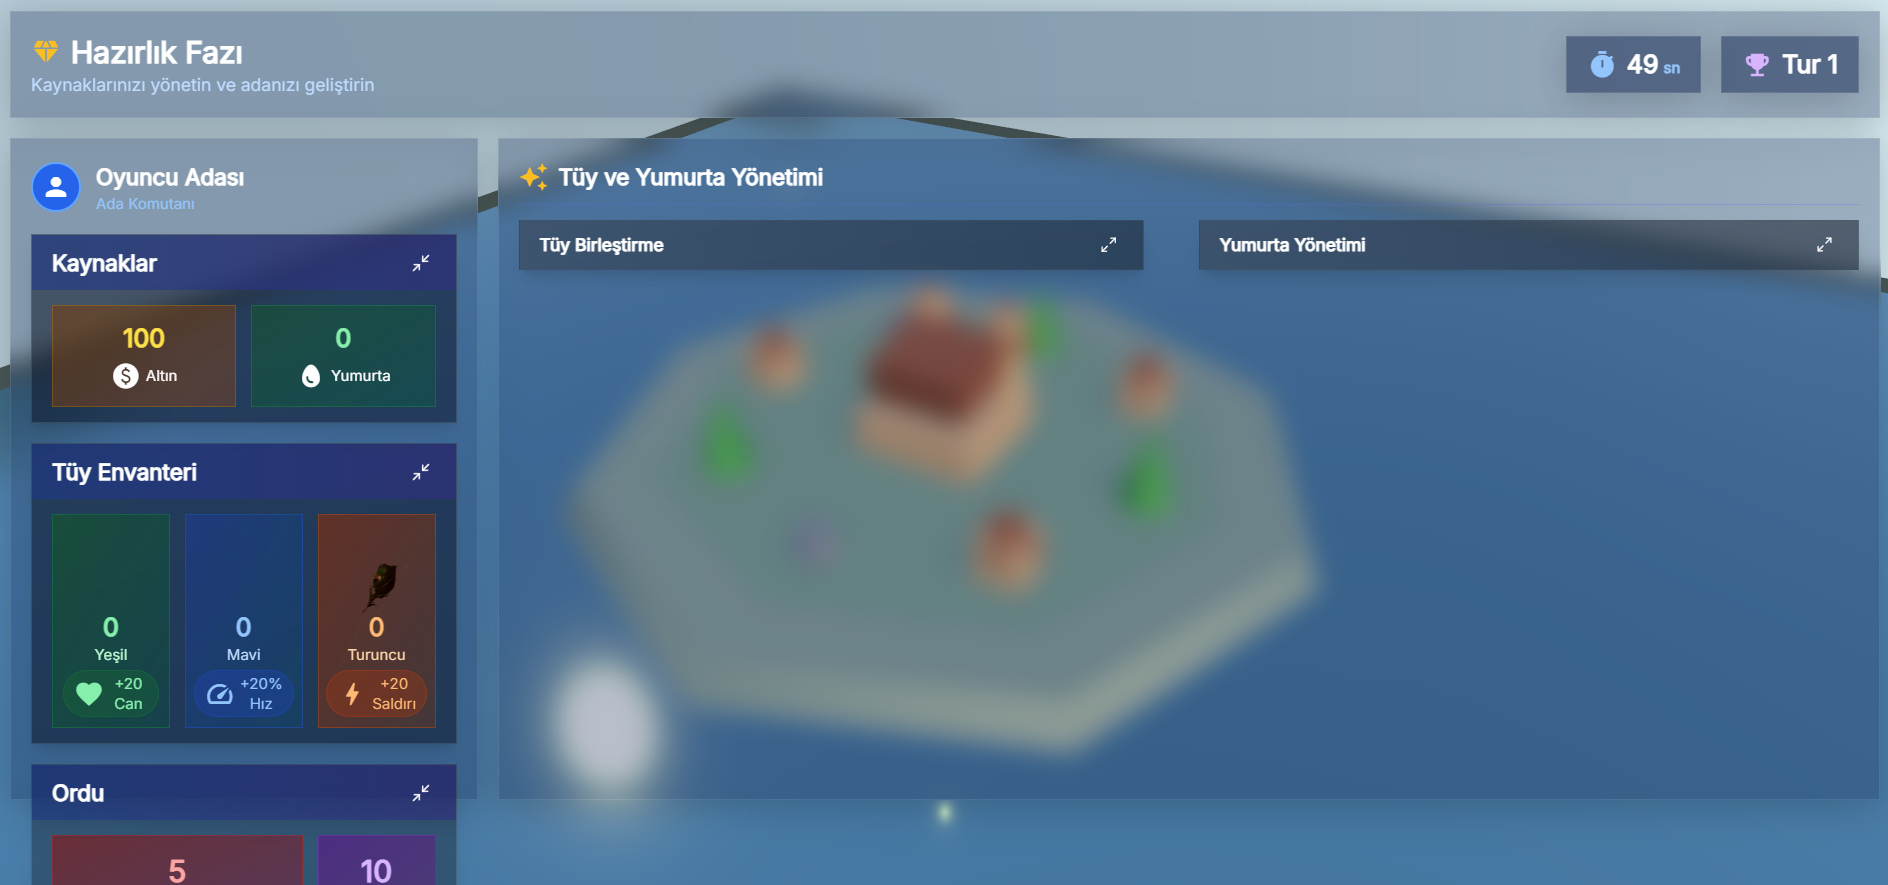 Hazırlık Fazı
Kaynaklarınızı yönetin ve adanızı geliştirin
49 sn
Tur 1
Oyuncu Adası
Ada Komutanı
Kaynaklar
100
Altın
0
Yumurta
Tüy Envanteri
0
Yeşil
+20
Can
0
Mavi
+20%
Hız
0
Turuncu
+20
Saldırı
Ordu
5
10
Tüy ve Yumurta Yönetimi
Tüy Birleştirme
Yumurta Yönetimi